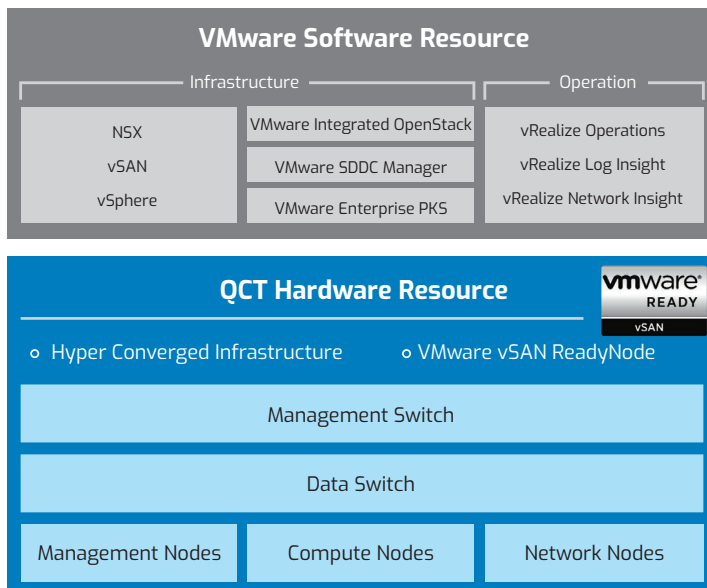 VMware Software Resource
Infrastructure
Operation
NSX
vSAN
vSphere
VMware Integrated OpenStack
VMware SDDC Manager
VMware Enterprise PKS
vRealize Operations
vRealize Log Insight
vRealize Network Insight
QCT Hardware Resource
vmware®
READY
vSAN
Hyper Converged Infrastructure
VMware vSAN ReadyNode
Management Switch
Data Switch
Management Nodes
Compute Nodes
Network Nodes